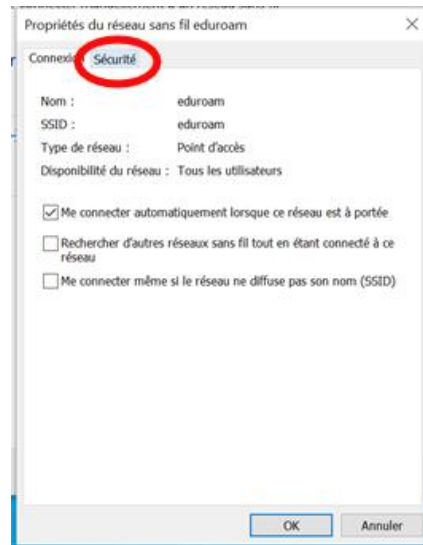 Propriétés du réseau sans fil eduroam
Connexion Sécurité
Nom : eduroam
SSID : eduroam
Type de réseau : Point d'accès
Disponibilité du réseau : Tous les utilisateurs
Me connecter automatiquement lorsque ce réseau est à portée
Rechercher d'autres réseaux sans fil tout en étant connecté à ce
réseau
Me connecter même si le réseau ne diffuse pas son nom (SSID)
OK Annuler